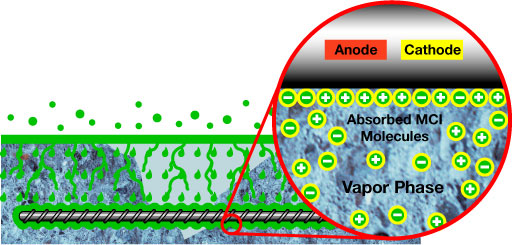 Anode Cathode
Absorbed MCI
Molecules
Vapor Phase